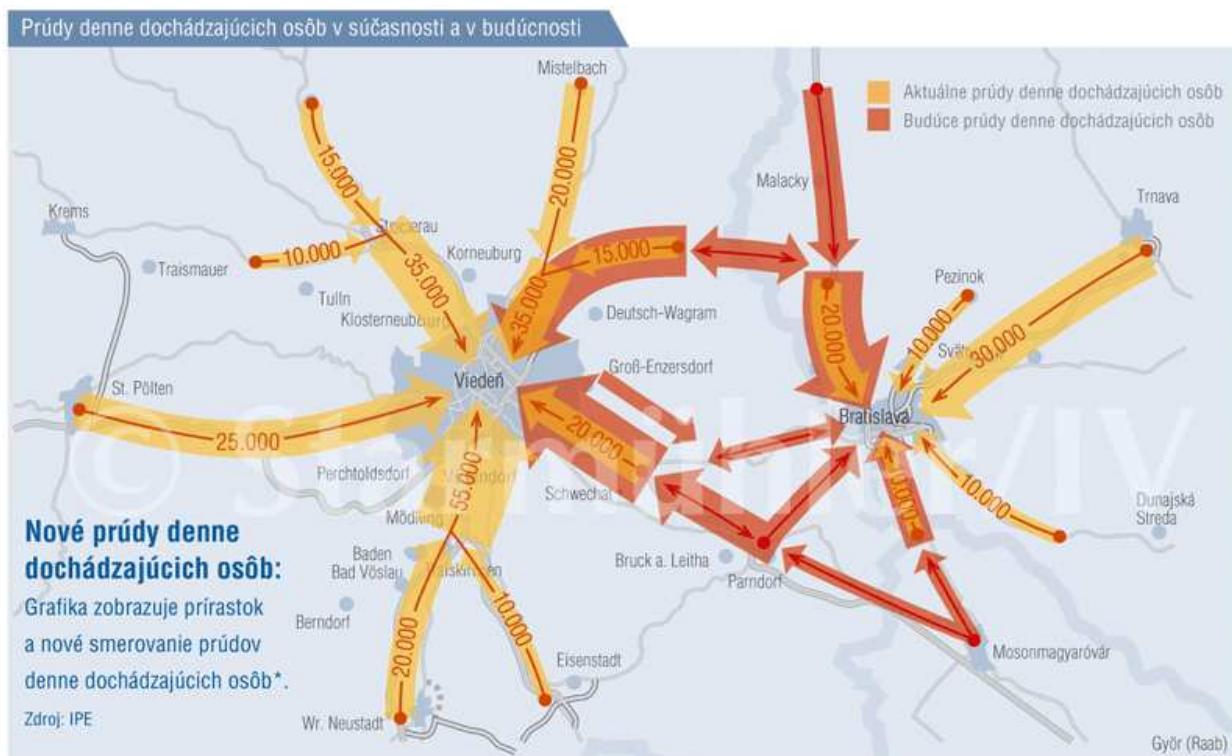 Prúdy denne dochádzajúcich osôb v súčasnosti a v budúcnosti
Aktuálne prúdy denne dochádzajúcich osôb
Budúce prúdy denne dochádzajúcich osôb
Mistelbach
15.000
20.000
Malacky
Trnava
Krems
Stockerau
10.000
Korneuburg
15.000
Traismauer
35.000
Pezinok
Tulln
35.000
Deutsch-Wagram
20.000
10.000
30.000
Klosterneuburg
Groß-Enzersdorf
St. Pölten
Viedeň
Bratislava
25.000
20.000
Perchtoldsdorf
55.000
Schwechat
10.000
10.000
© Starmühler/IV
Dunajská
Streda
Mödling
Nové prúdy denne
dochádzajúcich osôb:
Grafika zobrazuje prírastok
a nové smerovanie prúdov
denne dochádzajúcich osôb*.
Zdroj: IPE
Baden
Bad Vöslau
Bruck a. Leitha
Parndorf
Berndorf
20.000
10.000
Eisenstadt
Mosonmagyaróvár
Wr. Neustadt
Györ (Raab)